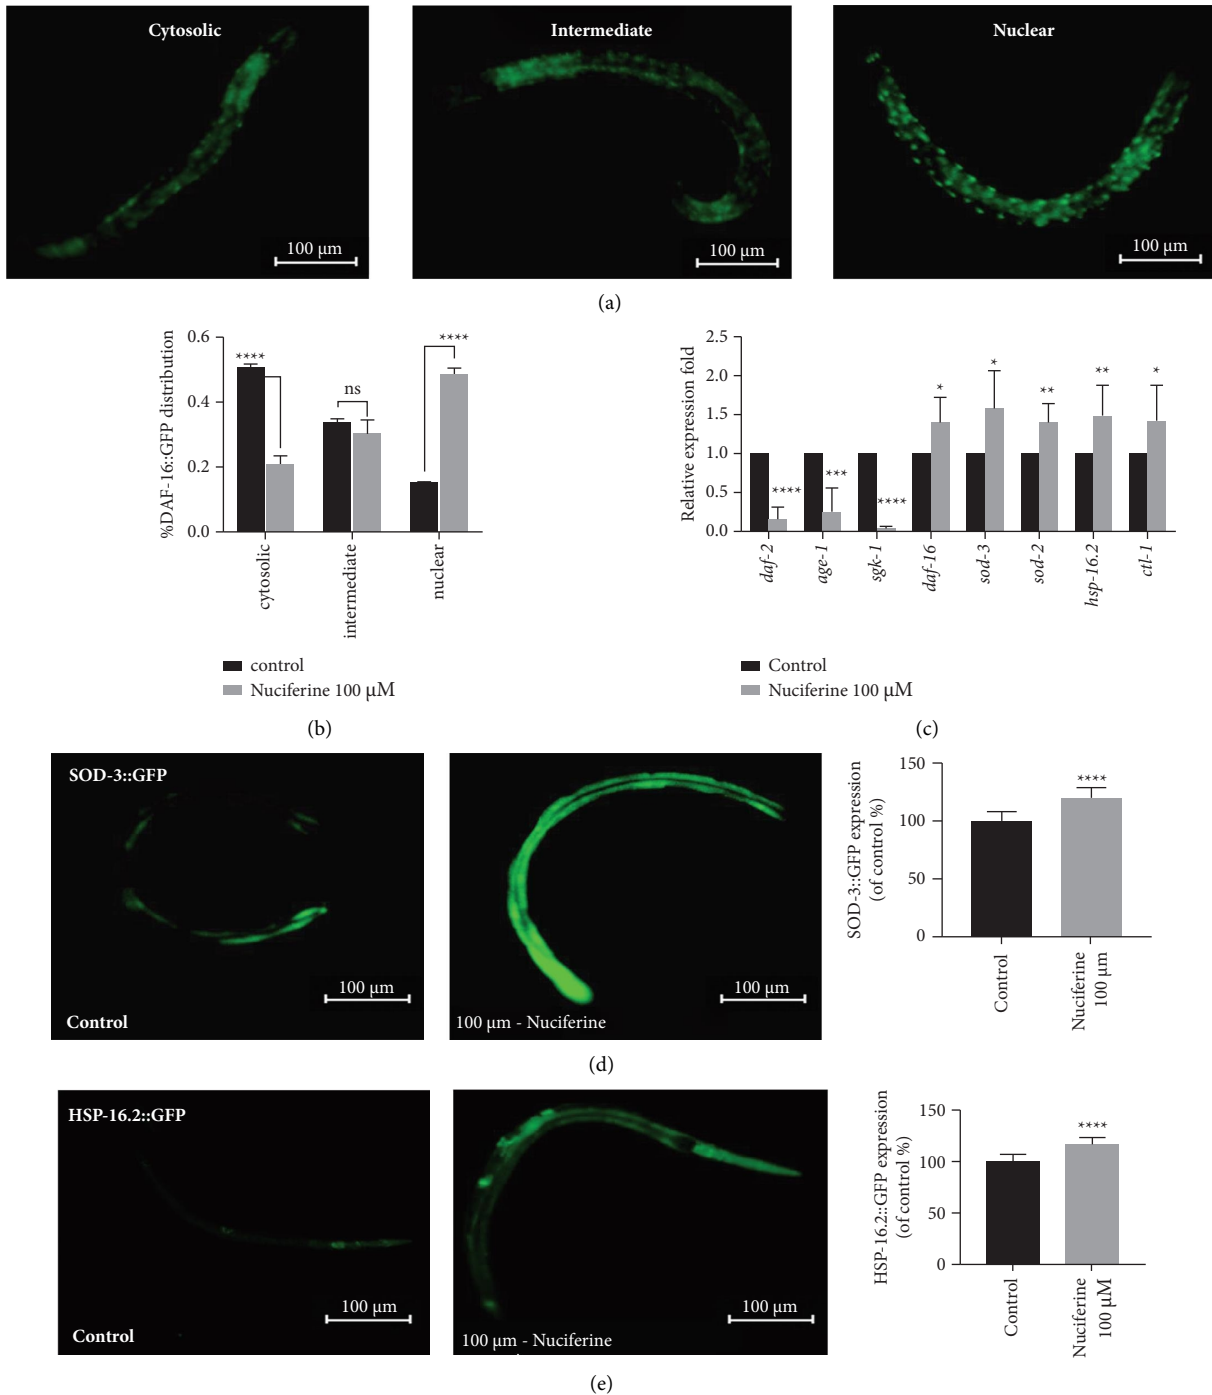 Cytosolic
Intermediate
Nuclear
100 μm
100 μm
100 μm
(a)
%DAF-16::GFP distribution
0.6
0.4
0.2
0.0
****
ns
****
cytosolic
intermediate
nuclear
control
Nuciferine 100 μM
(b)
Relative expression fold
2.5
2.0
1.5
1.0
0.5
0.0
****
***
****
*
*
**
**
*
daf-2
age-1
sgk-1
daf-16
sod-3
sod-2
hsp-16.2
ctl-1
Control
Nuciferine 100 μM
(c)
SOD-3::GFP
100 μm
Control
100 μm
100 μm - Nuciferine
SOD-3::GFP expression
(of control %)
150
100
50
0
****
Control
Nuciferine
100 μm
(d)
HSP-16.2::GFP
100 μm
Control
100 μm
100 μm - Nuciferine
HSP-16.2::GFP expression
(of control %)
150
100
50
0
****
Control
Nuciferine
100 μM
(e)